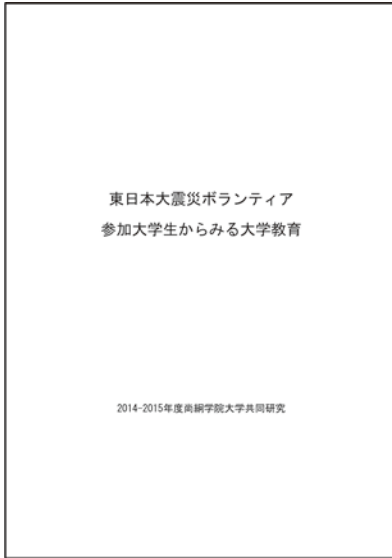 東日本大震災ボランティア
参加大学生からみる大学教育
2014-2015年度尚絅学院大学共同研究